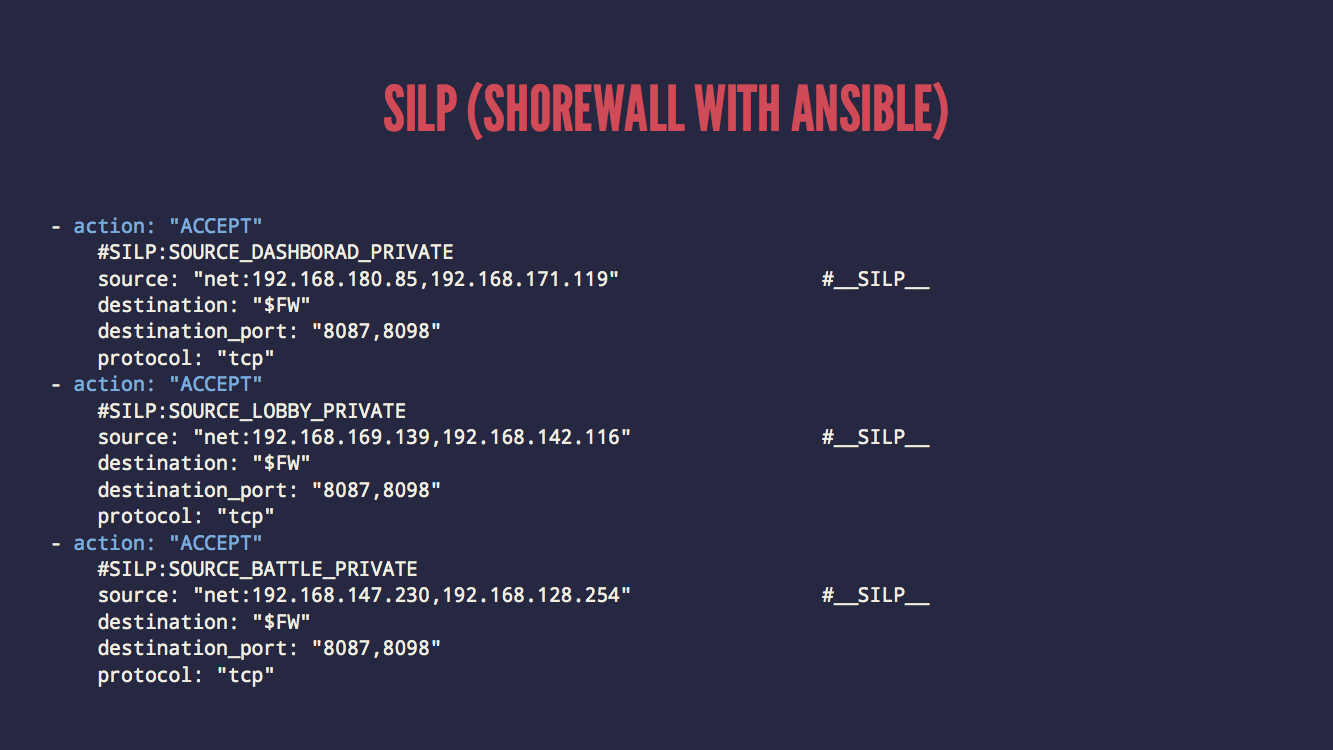 SILP (SHOREWALL WITH ANSIBLE)
- action: "ACCEPT"
    #SILP:SOURCE_DASHBORAD_PRIVATE
    source: "net:192.168.180.85,192.168.171.119"                 #__SILP__
    destination: "$FW"
    destination_port: "8087,8098"
    protocol: "tcp"
- action: "ACCEPT"
    #SILP:SOURCE_LOBBY_PRIVATE
    source: "net:192.168.169.139,192.168.142.116"                #__SILP__
    destination: "$FW"
    destination_port: "8087,8098"
    protocol: "tcp"
- action: "ACCEPT"
    #SILP:SOURCE_BATTLE_PRIVATE
    source: "net:192.168.147.230,192.168.128.254"                #__SILP__
    destination: "$FW"
    destination_port: "8087,8098"
    protocol: "tcp"